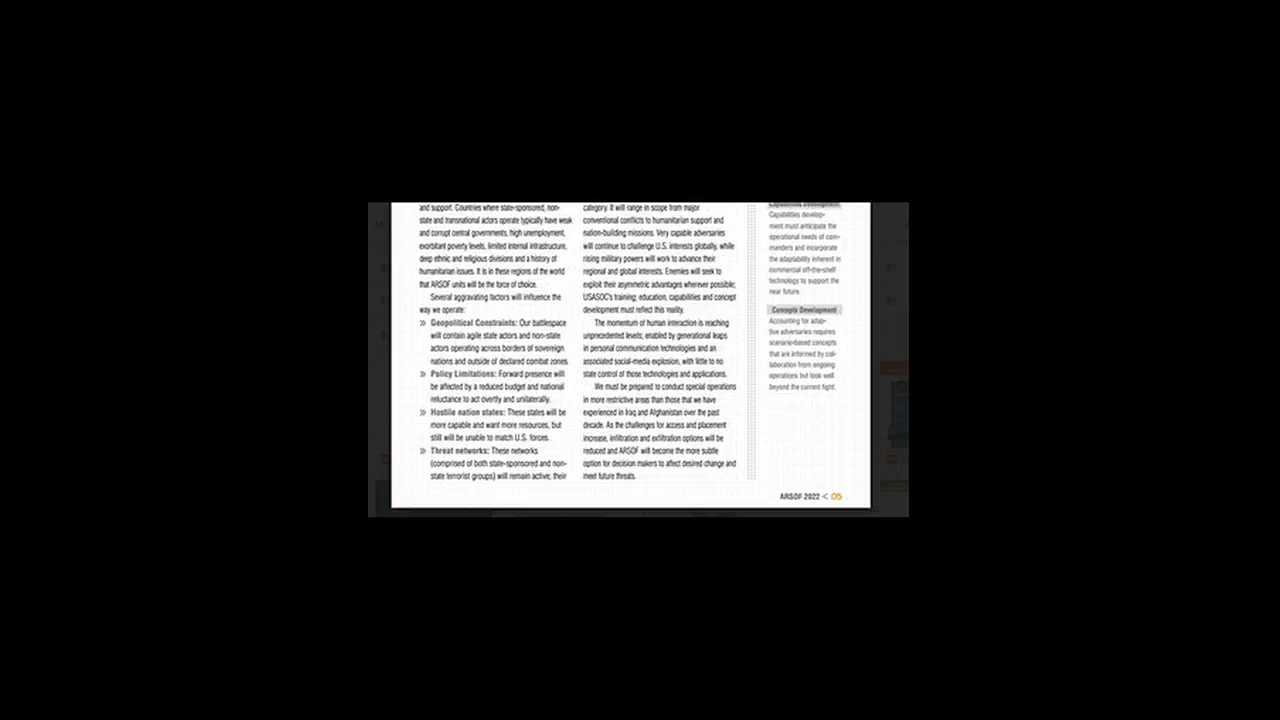 and support. Countries where state-sponsored, non-
state and transnational actors operate typically have weak
and corrupt central governments, high unemployment,
exorbitant poverty levels, limited internal infrastructure,
deep ethnic and religious divisions and a history of
humanitarian issues. It is in these regions of the world
that ARSOF units will be the force of choice.
Several aggravating factors will influence the
way we operate:
» Geopolitical Constraints: Our battlespace
will contain agile state actors and non-state
actors operating across borders of sovereign
nations and outside of declared combat zones.
» Policy Limitations: Forward presence will
be affected by a reduced budget and national
reluctance to act overtly and unilaterally.
» Hostile nation states: These states will be
more capable and want more resources, but
still will be unable to match U.S. forces.
» Threat networks: These networks
(comprised of both state-sponsored and non-
state terrorist groups) will remain active; their
category. It will range in scope from major
conventional conflicts to humanitarian support and
nation-building missions. Very capable adversaries
will continue to challenge U.S. interests globally, while
rising military powers will work to advance their
regional and global interests. Enemies will seek to
exploit their asymmetric advantages wherever possible;
USASOC's training; education, capabilities and concept
development must reflect this reality.
The momentum of human interaction is reaching
unprecedented levels; enabled by generational leaps
in personal communication technologies and an
associated social-media explosion, with little to no
state control of those technologies and applications.
We must be prepared to conduct special operations
in more restrictive areas than those that we have
experienced in Iraq and Afghanistan over the past
decade. As the challenges for access and placement
increase, infiltration and exfiltration options will be
reduced and ARSOF will become the more subtle
option for decision makers to affect desired change and
meet future threats.
Capabilities Development
Capabilities develop-
ment must anticipate the
operational needs of com-
manders and incorporate
the adaptability inherent in
commercial off-the-shelf
technology to support the
near future.
Concepts Development
Accounting for adap-
tive adversaries requires
scenario-based concepts
that are informed by col-
laboration from ongoing
operations but look well
beyond the current fight.
ARSOF 2022 < 05